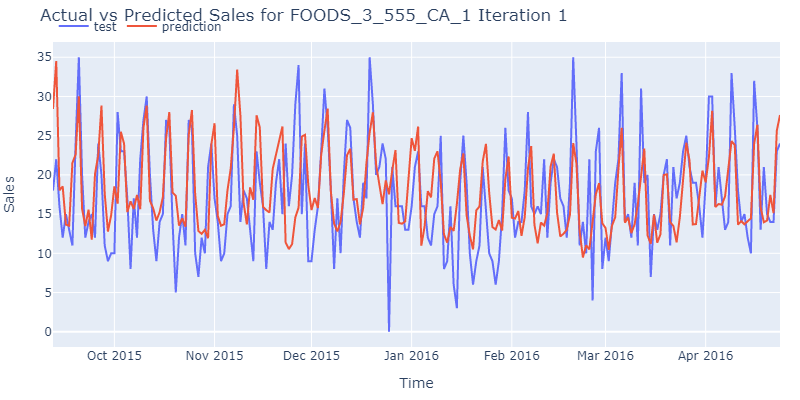 Actual vs Predicted Sales for FOODS_3_555_CA_1 Iteration 1
test prediction
35
30
25
20
15
10
5
0
Sales
Oct 2015 Nov 2015 Dec 2015 Jan 2016 Feb 2016 Mar 2016 Apr 2016
Time